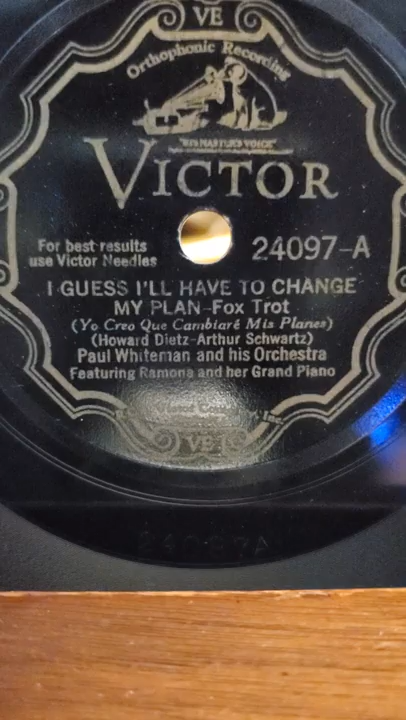 VE
Orthophonic Recording
"HIS MASTER'S VOICE"
VICTOR
For best results
use Victor Needles
24097-A
I GUESS I'LL HAVE TO CHANGE
MY PLAN-Fox Trot
(Yo Creo Que Cambiaré Mis Planes)
(Howard Dietz-Arthur Schwartz)
Paul Whiteman and his Orchestra
Featuring Ramona and her Grand Piano
Inc.
VE
24097A